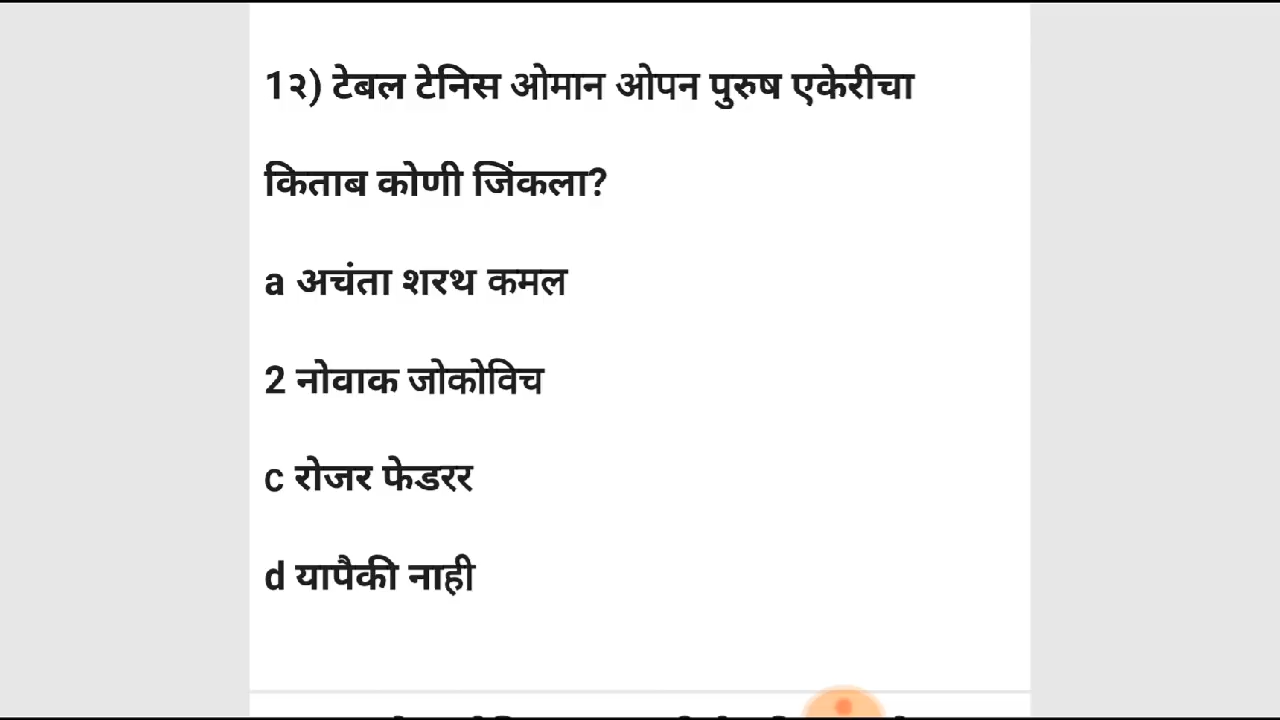 1२) टेबल टेनिस ओमान ओपन पुरुष एकेरीचा
किताब कोणी जिंकला?
a अचंता शरथ कमल
2 नोवाक जोकोविच
c रोजर फेडरर
d यापैकी नाही